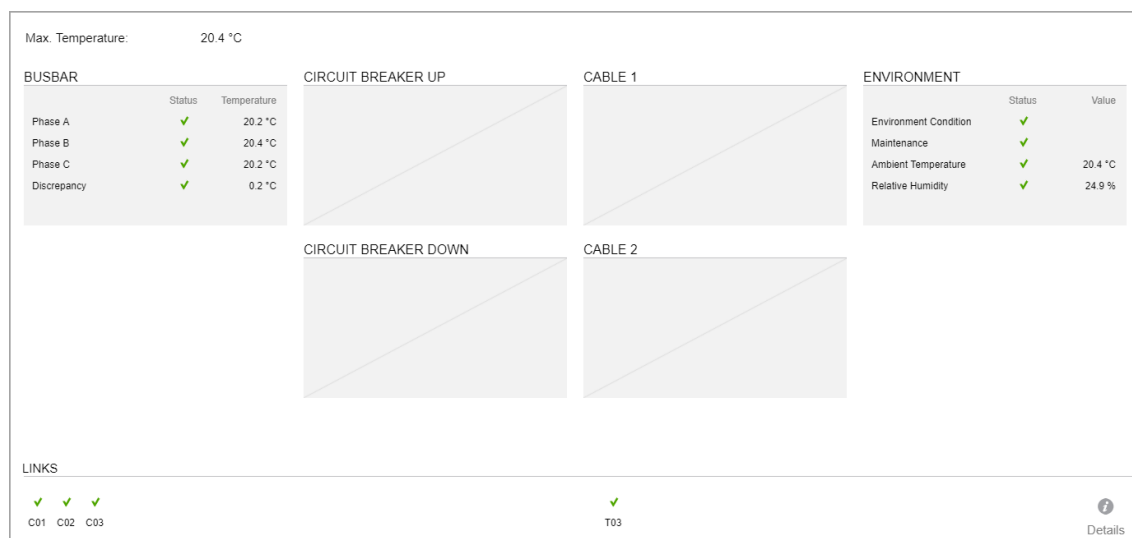 Max. Temperature: 20.4 °C
BUSBAR
Status Temperature
Phase A 20.2 °C
Phase B 20.4 °C
Phase C 20.2 °C
Discrepancy 0.2 °C
CIRCUIT BREAKER UP
CABLE 1
ENVIRONMENT
Status Value
Environment Condition
Maintenance
Ambient Temperature 20.4 °C
Relative Humidity 24.9 %
CIRCUIT BREAKER DOWN
CABLE 2
LINKS
C01 C02 C03 T03
Details